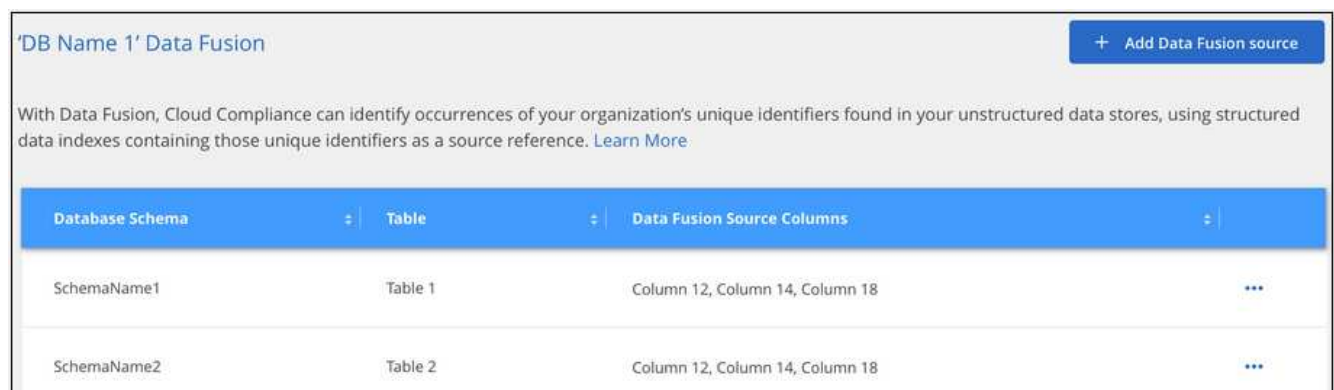 'DB Name 1' Data Fusion
+ Add Data Fusion source
With Data Fusion, Cloud Compliance can identify occurrences of your organization's unique identifiers found in your unstructured data stores, using structured
data indexes containing those unique identifiers as a source reference. Learn More
Database Schema Table Data Fusion Source Columns
SchemaName1 Table 1 Column 12, Column 14, Column 18
SchemaName2 Table 2 Column 12, Column 14, Column 18